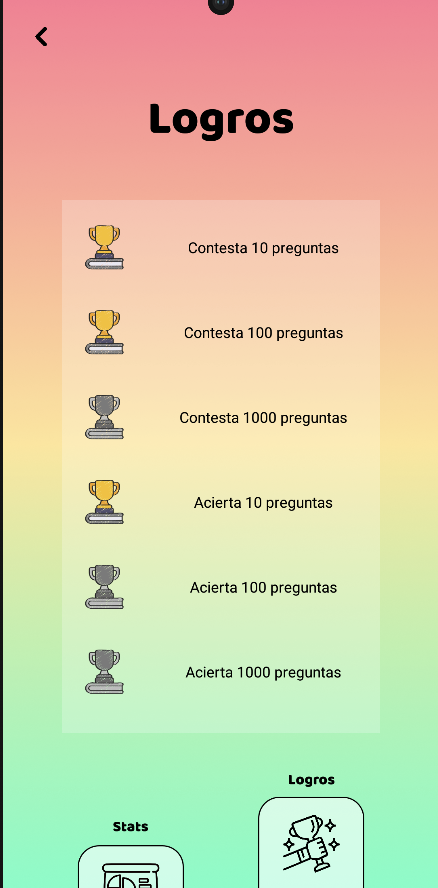 Logros
Contesta 10 preguntas
Contesta 100 preguntas
Contesta 1000 preguntas
Acierta 10 preguntas
Acierta 100 preguntas
Acierta 1000 preguntas
Logros
Stats